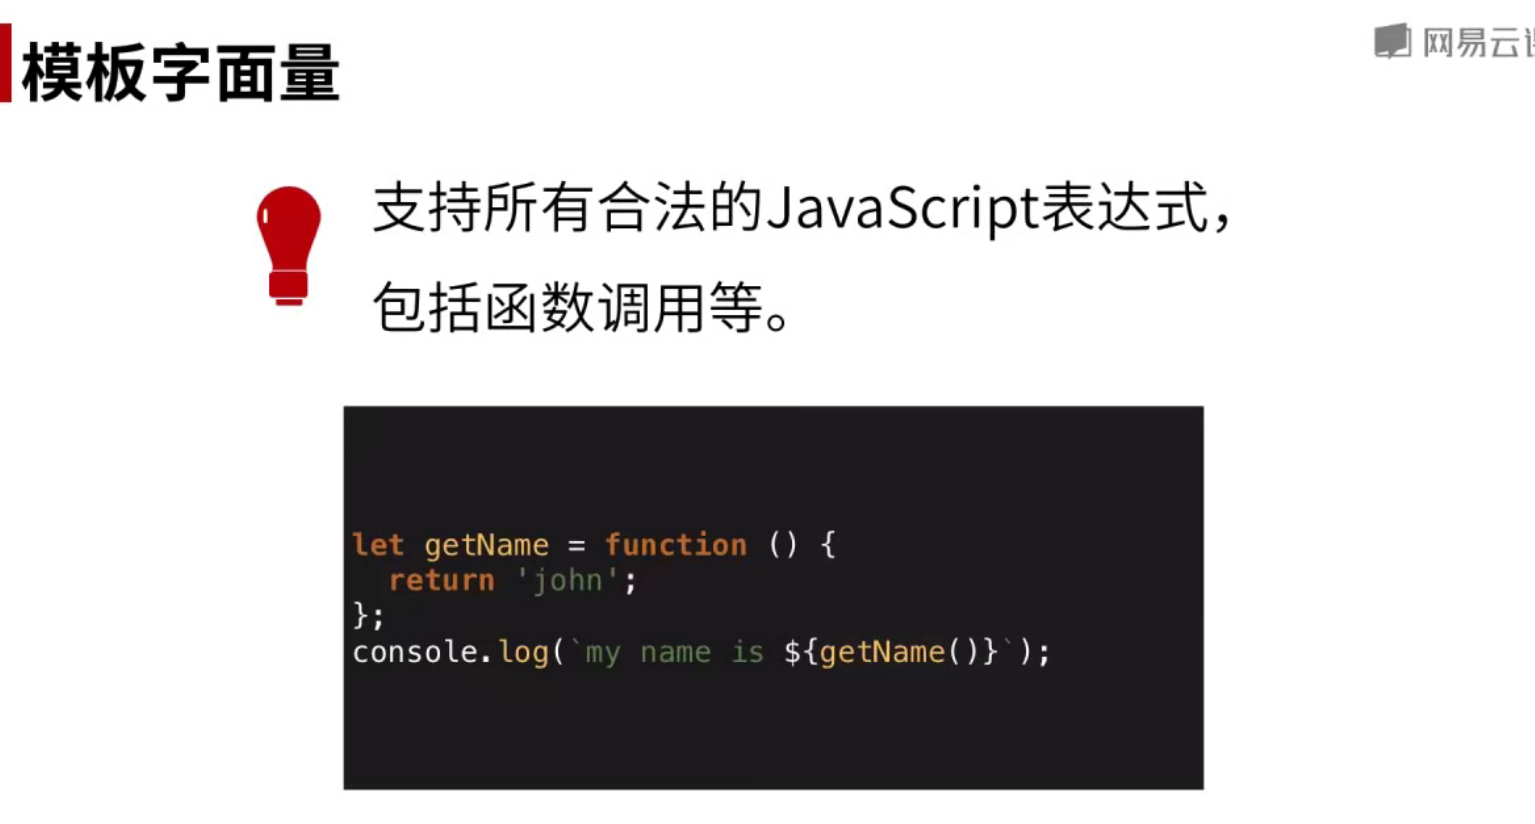 模板字面量
网易云
支持所有合法的JavaScript表达式，
包括函数调用等。
let getName = function () {
  return 'john';
};
console.log(`my name is ${getName()}`);